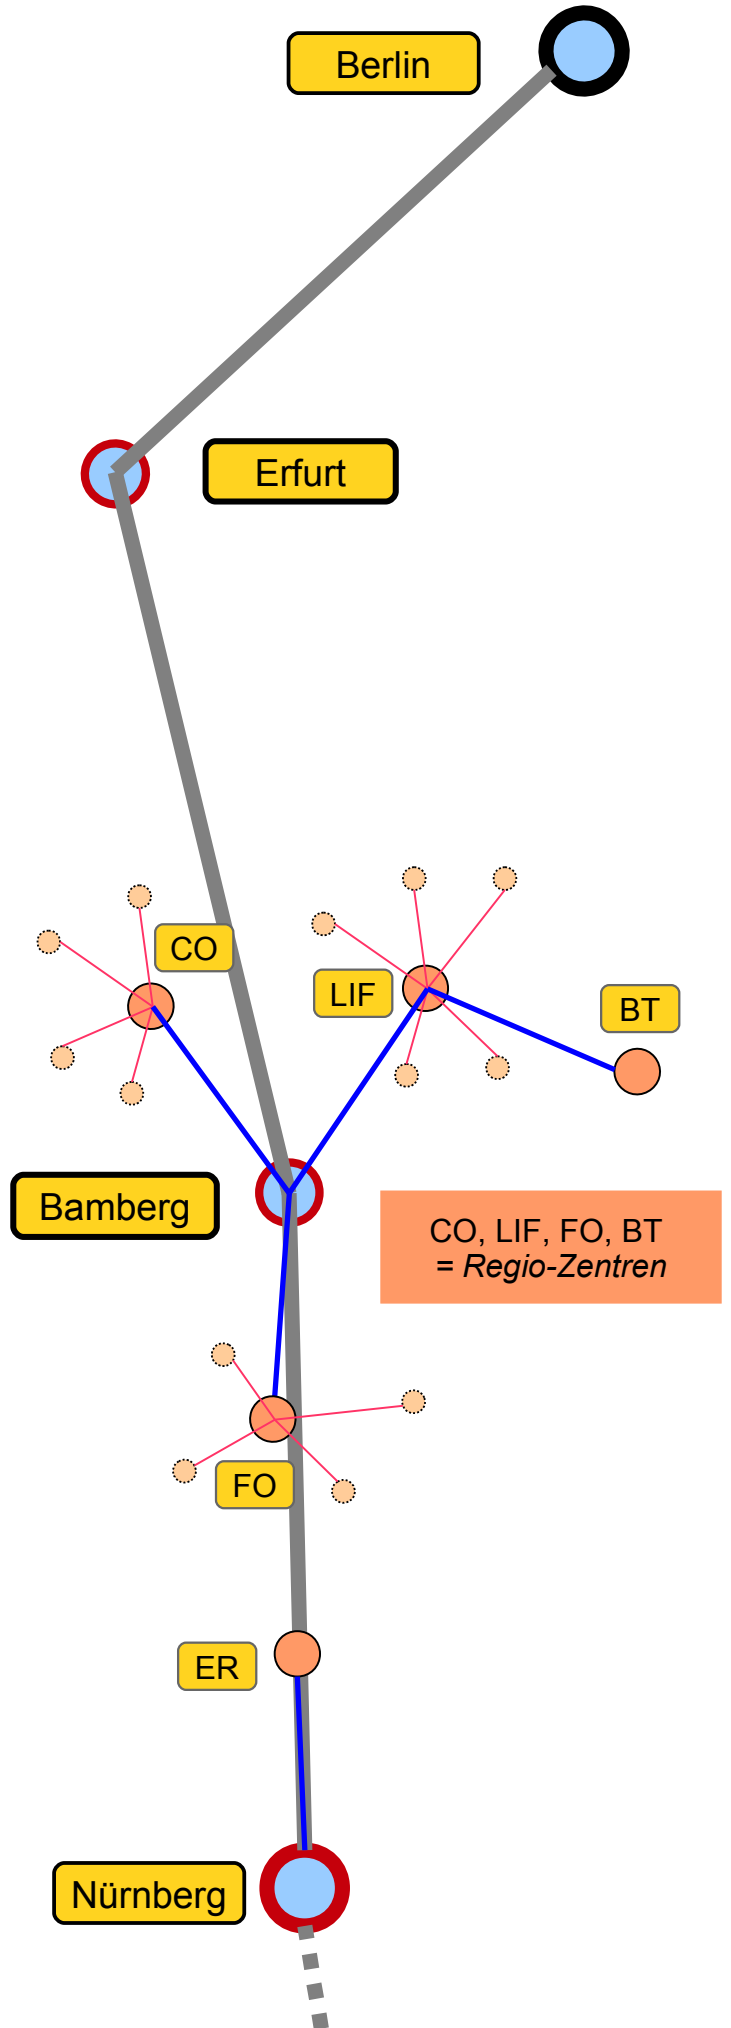 Berlin
Erfurt
CO
LIF
BT
Bamberg
CO, LIF, FO, BT
= Regio-Zentren
FO
ER
Nürnberg